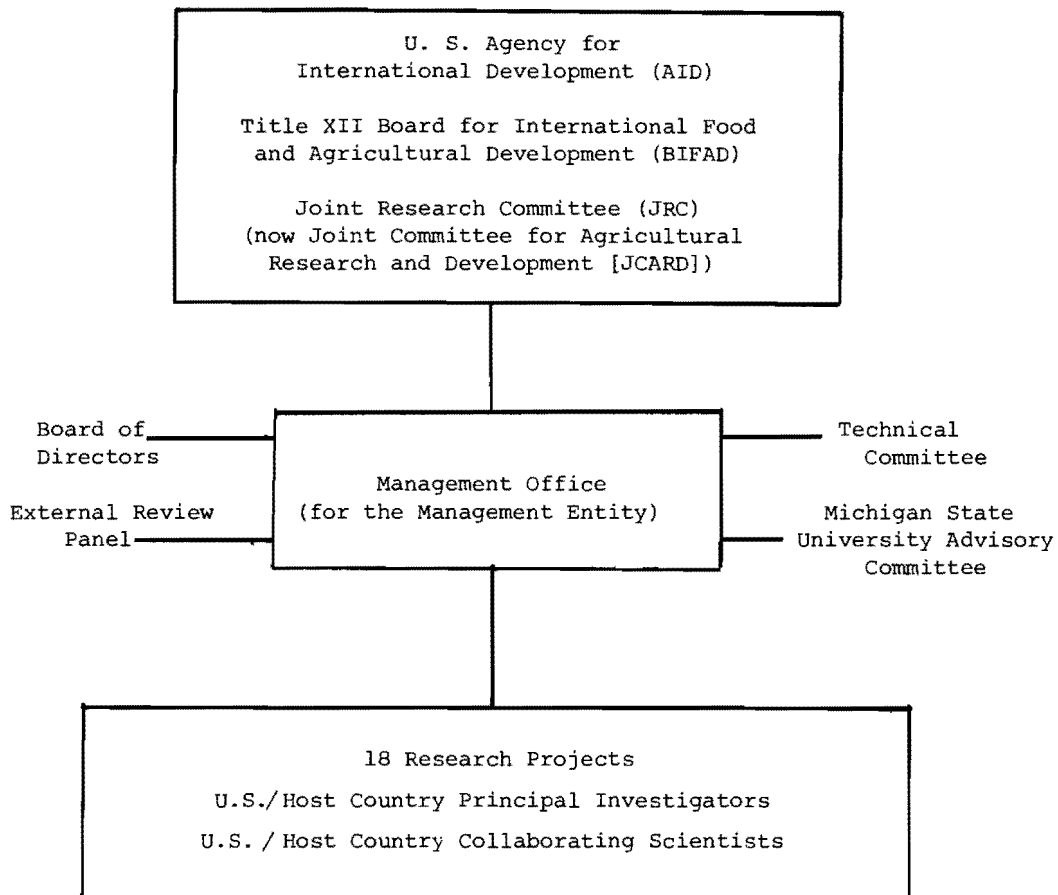 U. S. Agency for
International Development (AID)
Title XII Board for International Food
and Agricultural Development (BIFAD)
Joint Research Committee (JRC)
(now Joint Committee for Agricultural
Research and Development [JCARD])
Board of
Directors
External Review
Panel
Management Office
(for the Management Entity)
Technical
Committee
Michigan State
University Advisory
Committee
18 Research Projects
U.S./Host Country Principal Investigators
U.S. / Host Country Collaborating Scientists